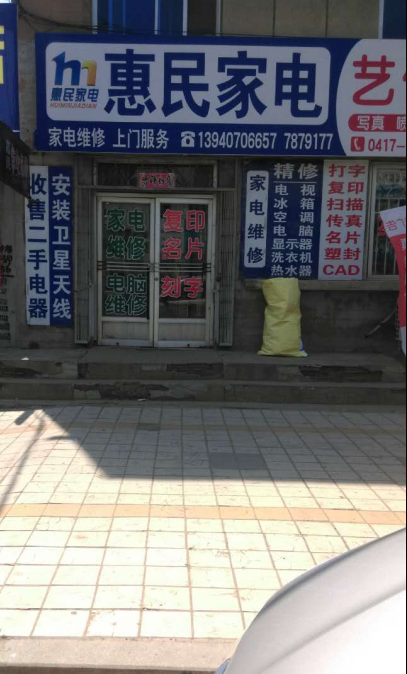 惠民家电
HUIMINJIADIAN
惠民家电
家电维修 上门服务 13940706657 7879177
艺
写真 喷
0417-
收售二手电器
安装卫星天线
家电维修
电脑维修
复印
名片
刻字
家电维修
精修
电视
冰箱
空调
电脑
显示器
洗衣机
热水器
打字
复印
扫描
传真
名片
塑封
CAD